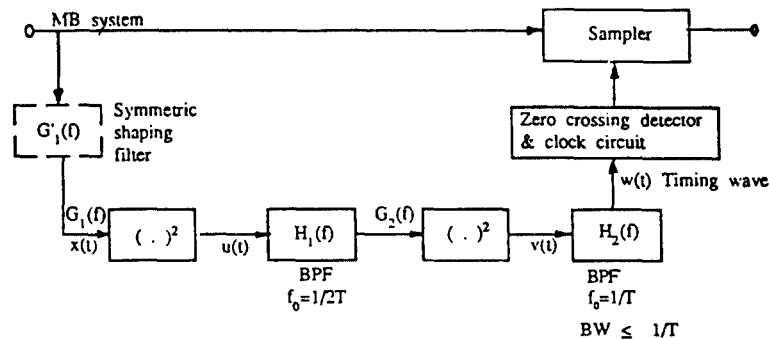 MB system
Sampler
G'₁(f)
Symmetric
shaping
filter
Zero crossing detector
& clock circuit
w(t) Timing wave
G₁(f)
x(t)
( . )²
u(t)
H₁(f)
G₂(f)
( . )²
v(t)
H₂(f)
BPF
f₀=1/2T
BPF
f₀=1/T
BW ≤ 1/T